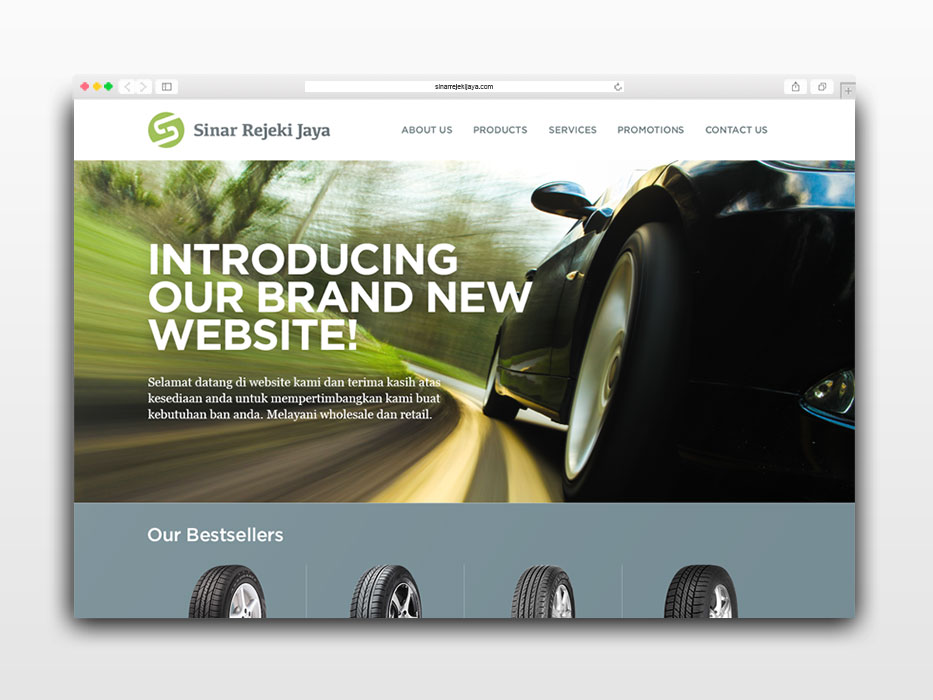 sinarrejekijaya.com
Sinar Rejeki Jaya
ABOUT US
PRODUCTS
SERVICES
PROMOTIONS
CONTACT US
INTRODUCING
OUR BRAND NEW
WEBSITE!
Selamat datang di website kami dan terima kasih atas
kesediaan anda untuk mempertimbangkan kami buat
kebutuhan ban anda. Melayani wholesale dan retail.
Our Bestsellers